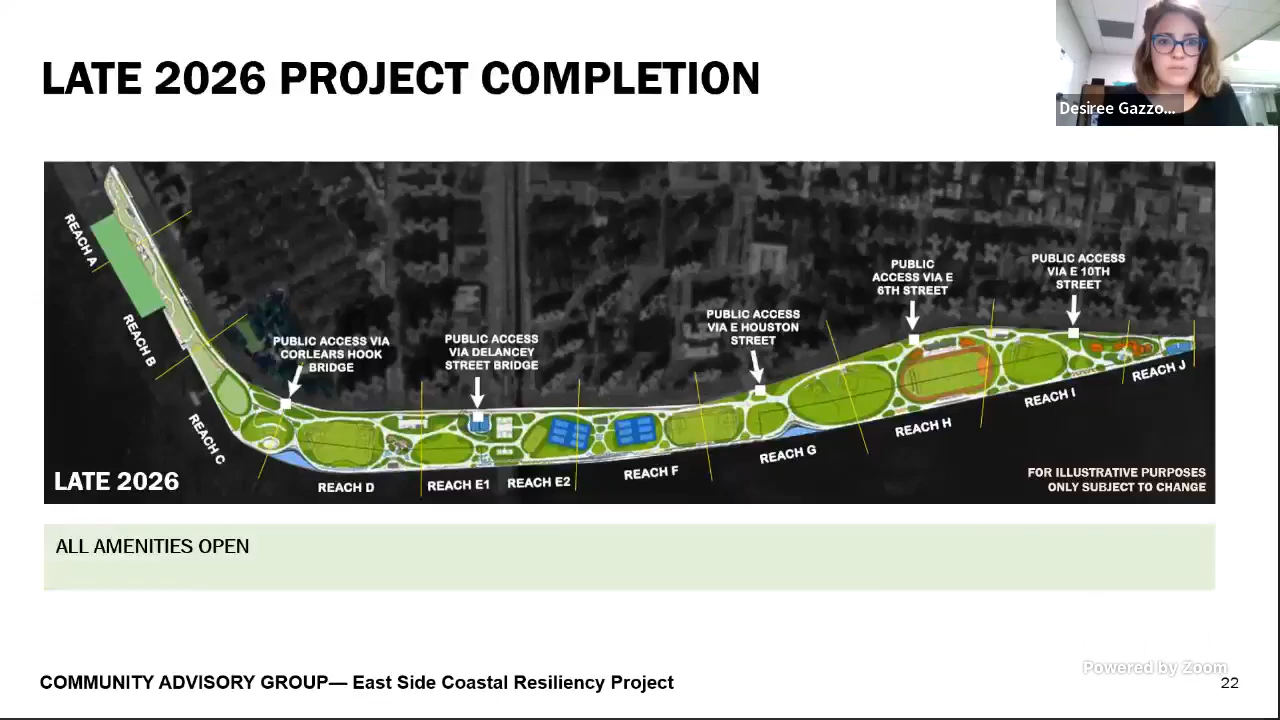 LATE 2026 PROJECT COMPLETION
Desiree Gazzo...
REACH A
REACH B
REACH C
PUBLIC ACCESS VIA
CORLEARS HOOK
BRIDGE
PUBLIC ACCESS
VIA DELANCEY
STREET BRIDGE
PUBLIC ACCESS
VIA E HOUSTON
STREET
PUBLIC
ACCESS VIA E
6TH STREET
PUBLIC ACCESS
VIA E 10TH
STREET
REACH D
REACH E1
REACH E2
REACH F
REACH G
REACH H
REACH I
REACH J
LATE 2026
FOR ILLUSTRATIVE PURPOSES
ONLY SUBJECT TO CHANGE
ALL AMENITIES OPEN
Powered by Zoom
COMMUNITY ADVISORY GROUP— East Side Coastal Resiliency Project
22